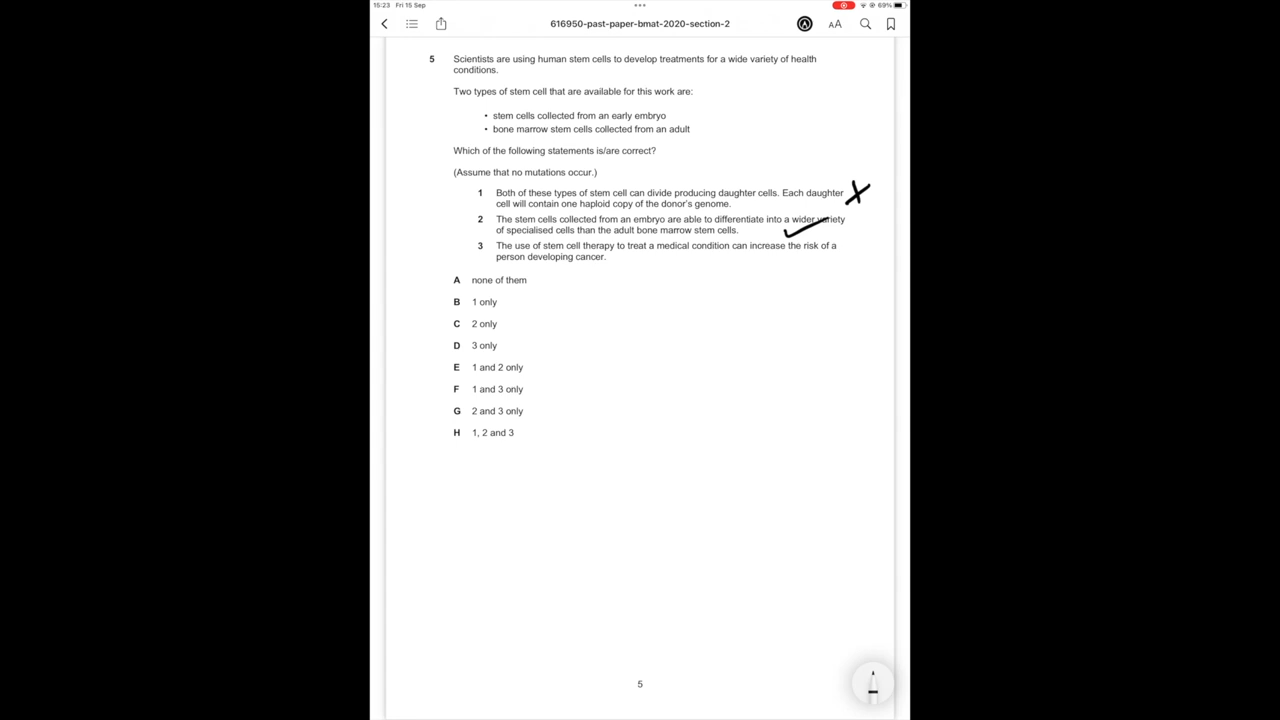 15:23 Fri 15 Sep
69%
616950-past-paper-bmat-2020-section-2
AA
5 Scientists are using human stem cells to develop treatments for a wide variety of health
conditions.
Two types of stem cell that are available for this work are:
• stem cells collected from an early embryo
• bone marrow stem cells collected from an adult
Which of the following statements is/are correct?
(Assume that no mutations occur.)
1 Both of these types of stem cell can divide producing daughter cells. Each daughter
cell will contain one haploid copy of the donor's genome.
2 The stem cells collected from an embryo are able to differentiate into a wider variety
of specialised cells than the adult bone marrow stem cells.
3 The use of stem cell therapy to treat a medical condition can increase the risk of a
person developing cancer.
A none of them
B 1 only
C 2 only
D 3 only
E 1 and 2 only
F 1 and 3 only
G 2 and 3 only
H 1, 2 and 3
5